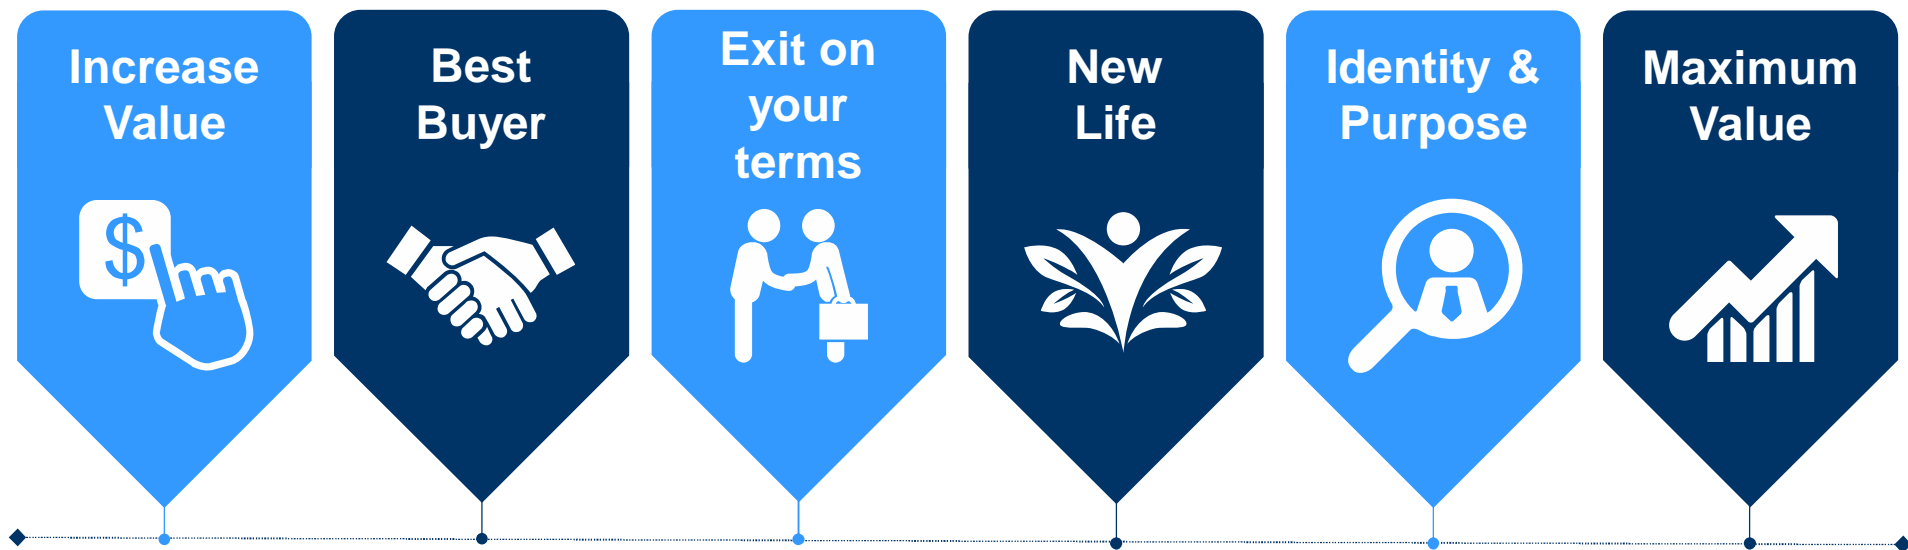 Increase
Value
Best
Buyer
Exit on
your
terms
New
Life
Identity &
Purpose
Maximum
Value
$